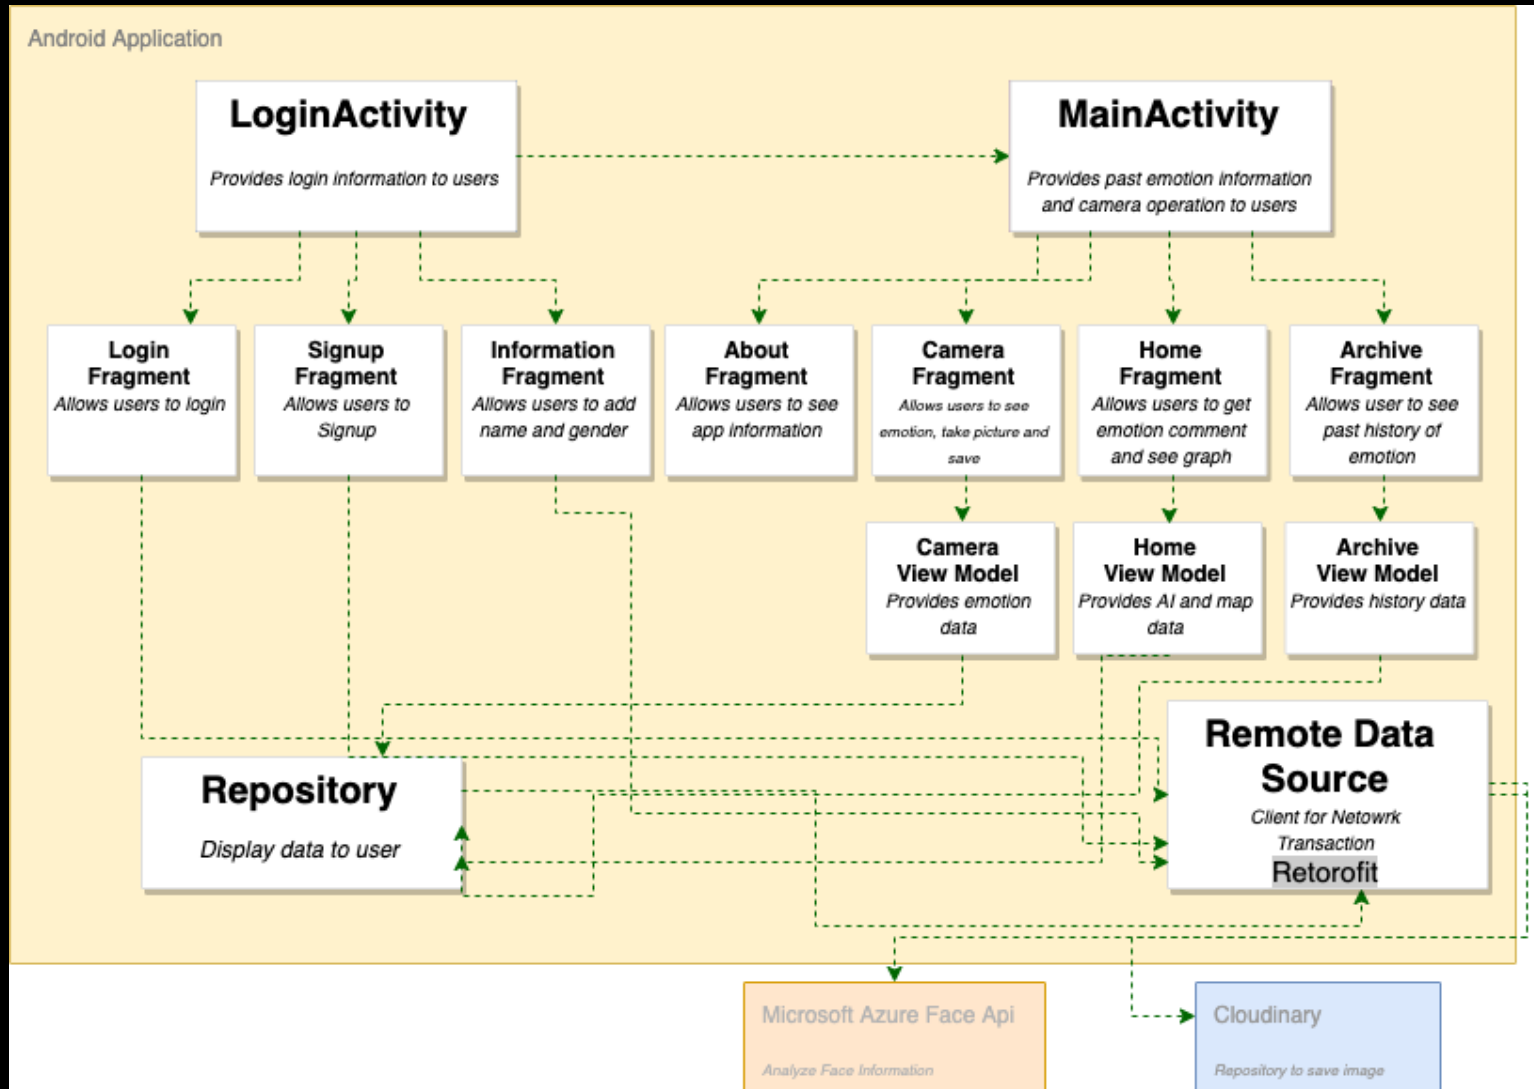 Android Application
LoginActivity
Provides login information to users
MainActivity
Provides past emotion information
and camera operation to users
Login
Fragment
Allows users to login
Signup
Fragment
Allows users to
Signup
Information
Fragment
Allows users to add
name and gender
About
Fragment
Allows users to see
app information
Camera
Fragment
Allows users to see
emotion, take picture and
save
Home
Fragment
Allows users to get
emotion comment
and see graph
Archive
Fragment
Allows user to see
past history of
emotion
Camera
View Model
Provides emotion
data
Home
View Model
Provides AI and map
data
Archive
View Model
Provides history data
Repository
Display data to user
Remote Data
Source
Client for Netowrk
Transaction
Retorofit
Microsoft Azure Face Api
Analyze Face Information
Cloudinary
Repository to save image